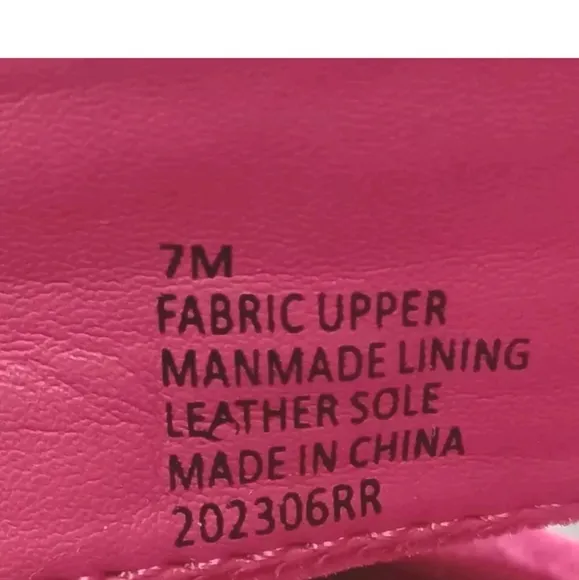 7M
FABRIC UPPER
MANMADE LINING
LEATHER SOLE
MADE IN CHINA
202306RR